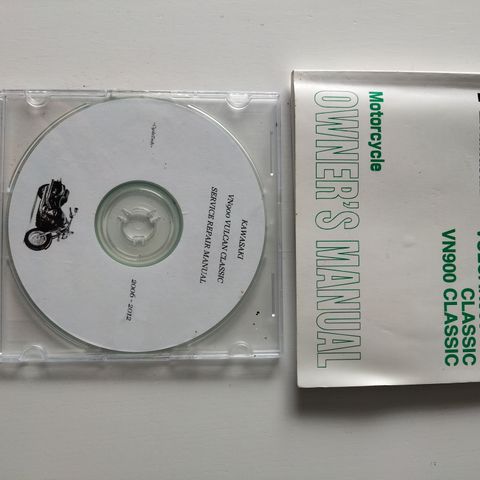 KAWASAKI
VN900 VULCAN CLASSIC
SERVICE REPAIR MANUAL
2006 - 2012
Motorcycle
OWNER'S MANUAL
CLASSIC
VN900 CLASSIC